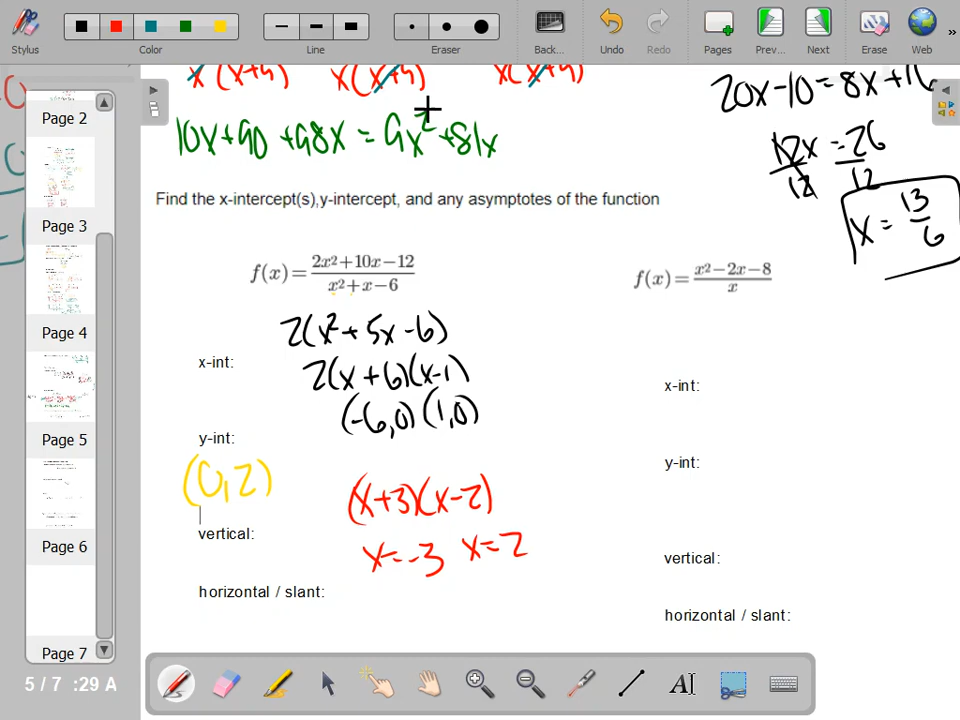 Stylus Color Line Eraser Back... Undo Redo Pages Prev... Next Erase Web »
x(x+9) x(x+9) x(x+9)
20x-10=8x+16
10x+90+98x=9x²+81x
12x=26
12 12
x=13/6
Find the x-intercept(s),y-intercept, and any asymptotes of the function
f(x)=2x²+10x−12/x²+x−6
f(x)=x²−2x−8/x
2(x²+5x-6)
x-int:
2(x+6)(x-1)
x-int:
(-6,0)(1,0)
y-int:
y-int:
(0,2)
(x+3)(x-2)
vertical:
x=-3 x=2
vertical:
horizontal / slant:
horizontal / slant:
Page 2
Page 3
Page 4
Page 5
Page 6
Page 7
5 / 7 :29 A
A